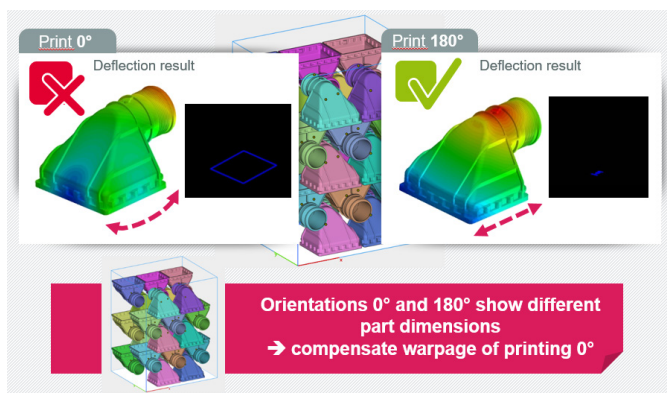 Print 0°
Deflection result
Print 180°
Deflection result
Orientations 0° and 180° show different
part dimensions
➔ compensate warpage of printing 0°